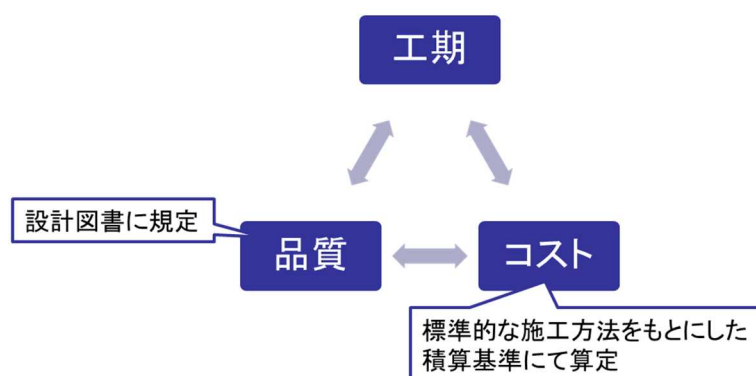 工期
設計図書に規定
品質
コスト
標準的な施工方法をもとにした
積算基準にて算定